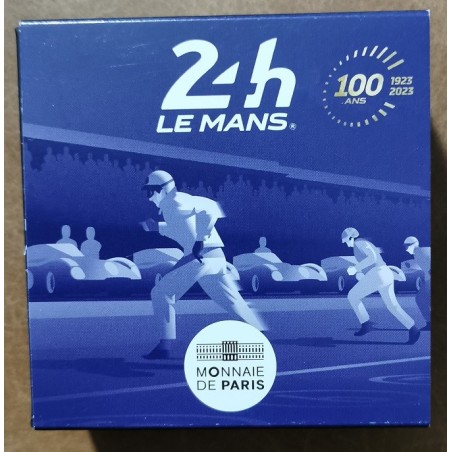 24h
LE MANS®
100
ANS
1923
2023
MONNAIE
DE PARIS